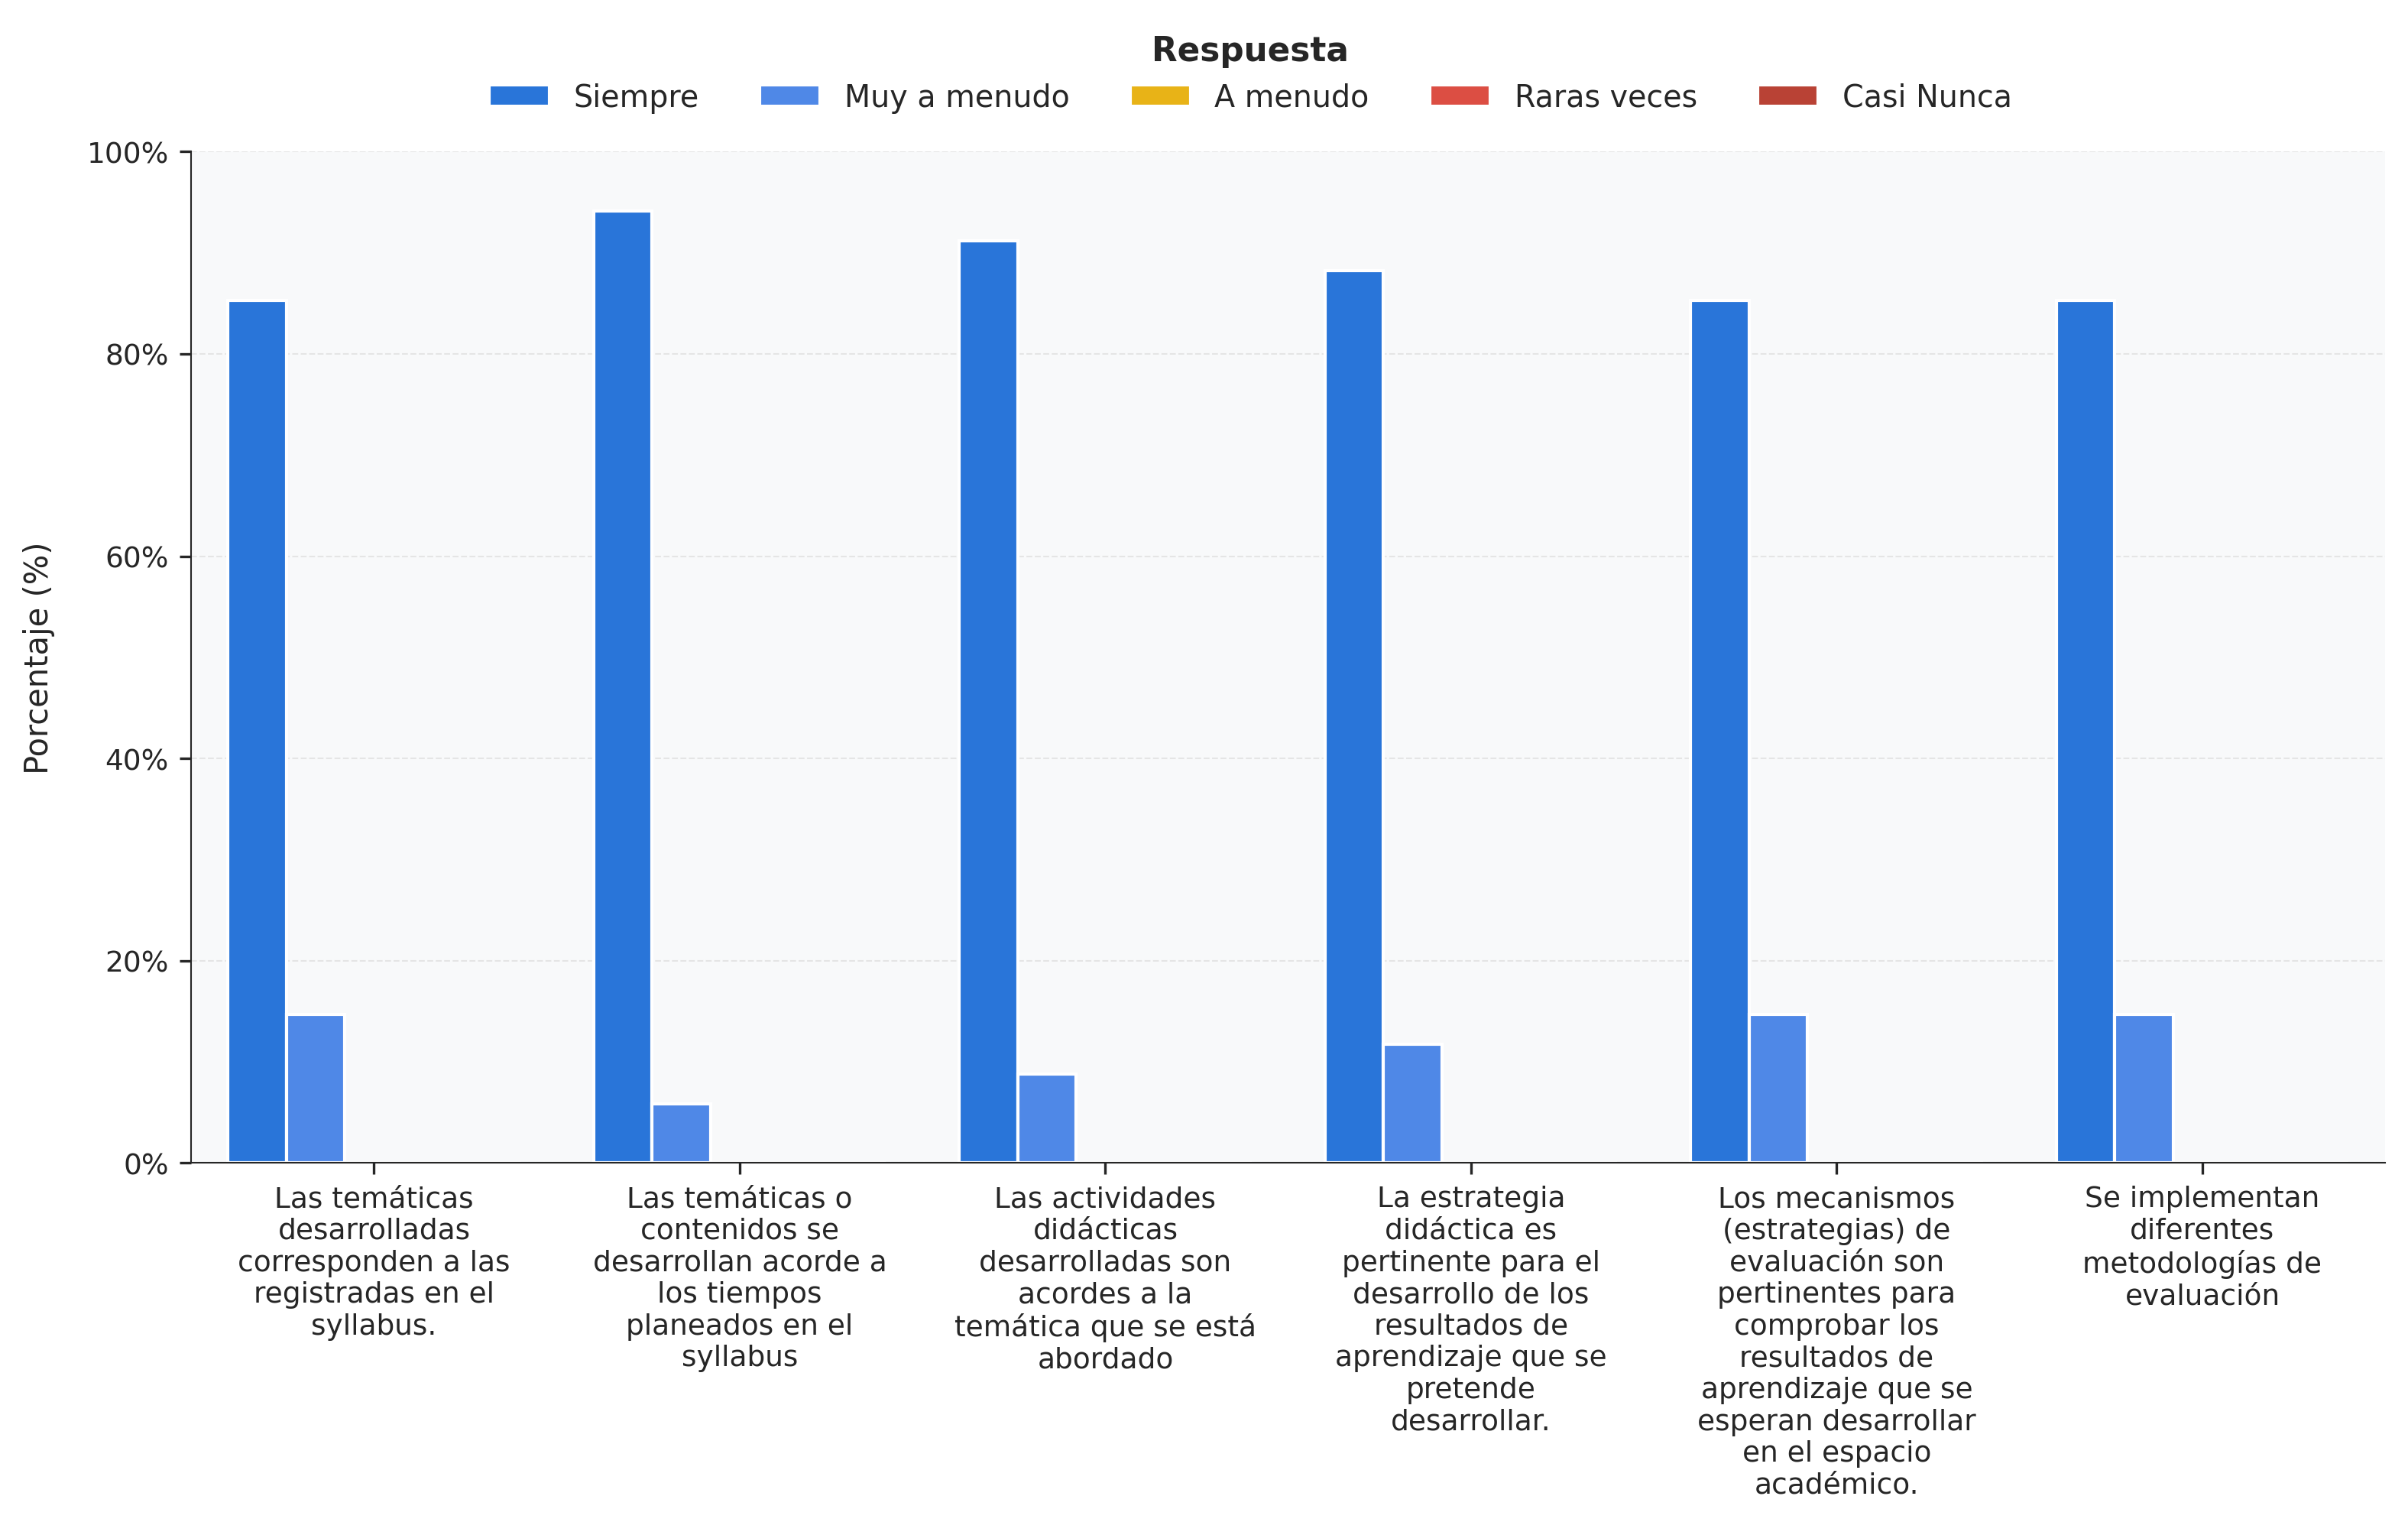 Respuesta
Siempre
Muy a menudo
A menudo
Raras veces
Casi Nunca
Porcentaje (%)
100%
80%
60%
40%
20%
0%
Las temáticas
desarrolladas
corresponden a las
registradas en el
syllabus.
Las temáticas o
contenidos se
desarrollan acorde a
los tiempos
planeados en el
syllabus
Las actividades
didácticas
desarrolladas son
acordes a la
temática que se está
abordado
La estrategia
didáctica es
pertinente para el
desarrollo de los
resultados de
aprendizaje que se
pretende
desarrollar.
Los mecanismos
(estrategias) de
evaluación son
pertinentes para
comprobar los
resultados de
aprendizaje que se
esperan desarrollar
en el espacio
académico.
Se implementan
diferentes
metodologías de
evaluación